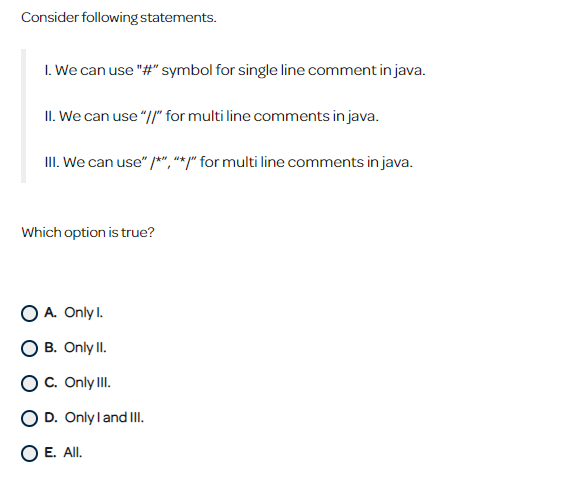 Consider following statements.
I. We can use "#” symbol for single line comment in java.
II. We can use “//” for multi line comments in java.
III. We can use” /*”, “*/” for multi line comments in java.
Which option is true?
A. Only I.
B. Only II.
C. Only III.
D. Only I and III.
E. All.